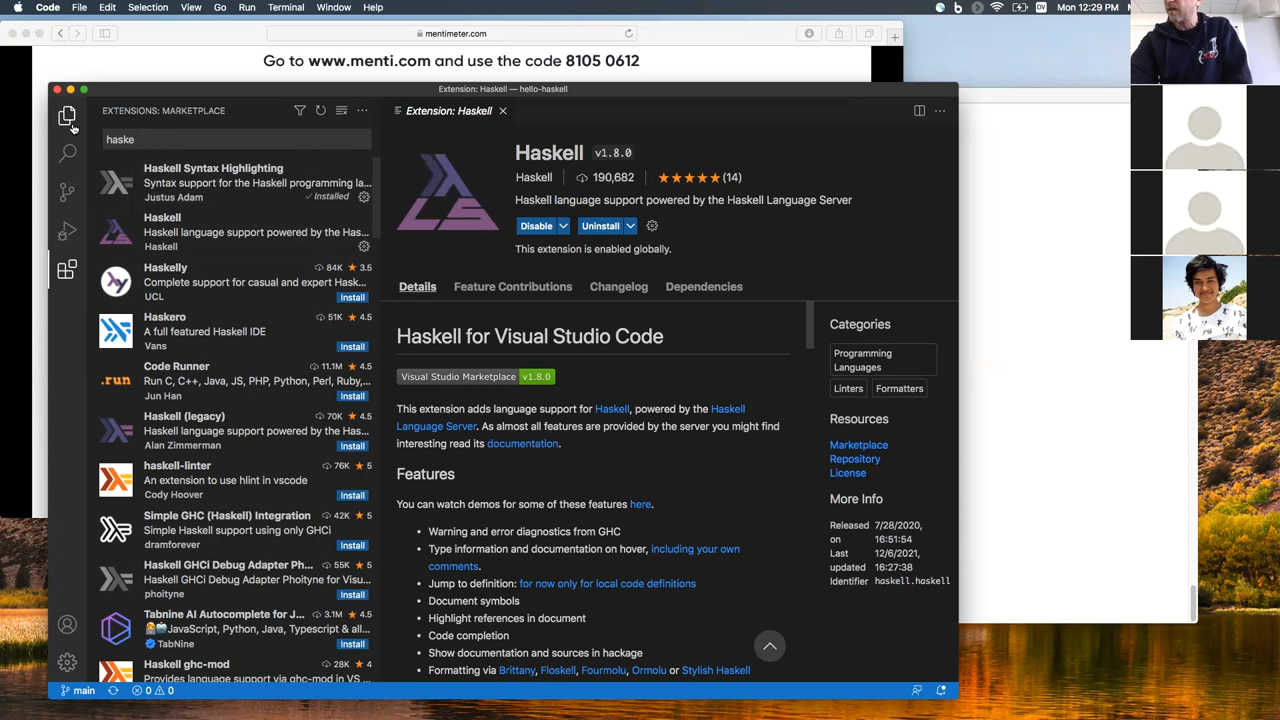 Code File Edit Selection View Go Run Terminal Window Help
DV Mon 12:29 PM
mentimeter.com
Go to www.menti.com and use the code 8105 0612
Extension: Haskell — hello-haskell
EXTENSIONS: MARKETPLACE
haske
Haskell Syntax Highlighting
Syntax support for the Haskell programming la...
Justus Adam
Installed
Haskell
Haskell language support powered by the Has...
Haskell
Haskelly
84K 3.5
Complete support for casual and expert Hask...
UCL
Install
Haskero
51K 4.5
A full featured Haskell IDE
Vans
Install
Code Runner
11.1M 4.5
Run C, C++, Java, JS, PHP, Python, Perl, Ruby,...
Jun Han
Install
Haskell (legacy)
70K 4.5
Haskell language support powered by the Has...
Alan Zimmerman
Install
haskell-linter
76K 5
An extension to use hlint in vscode
Cody Hoover
Install
Simple GHC (Haskell) Integration
42K 5
Simple Haskell support using only GHCi
dramforever
Install
Haskell GHCi Debug Adapter Ph...
55K 5
Haskell GHCi Debug Adapter Phoityne for Visu...
phoityne
Install
Tabnine AI Autocomplete for J...
3.1M 4.5
JavaScript, Python, Java, Typescript & all...
TabNine
Install
Haskell ghc-mod
28K 4
Provides language support via ghc-mod in VS ...
main
0 0
Extension: Haskell
Haskell v1.8.0
Haskell 190,682 (14)
Haskell language support powered by the Haskell Language Server
Disable Uninstall
This extension is enabled globally.
Details Feature Contributions Changelog Dependencies
Haskell for Visual Studio Code
Visual Studio Marketplace v1.8.0
This extension adds language support for Haskell, powered by the Haskell
Language Server. As almost all features are provided by the server you might find
interesting read its documentation.
Features
You can watch demos for some of these features here.
• Warning and error diagnostics from GHC
• Type information and documentation on hover, including your own
comments.
• Jump to definition: for now only for local code definitions
• Document symbols
• Highlight references in document
• Code completion
• Show documentation and sources in hackage
• Formatting via Brittany, Floskell, Fourmolu, Ormolu or Stylish Haskell
Categories
Programming
Languages
Linters Formatters
Resources
Marketplace
Repository
License
More Info
Released 7/28/2020,
on 16:51:54
Last 12/6/2021,
updated 16:27:38
Identifier haskell.haskell